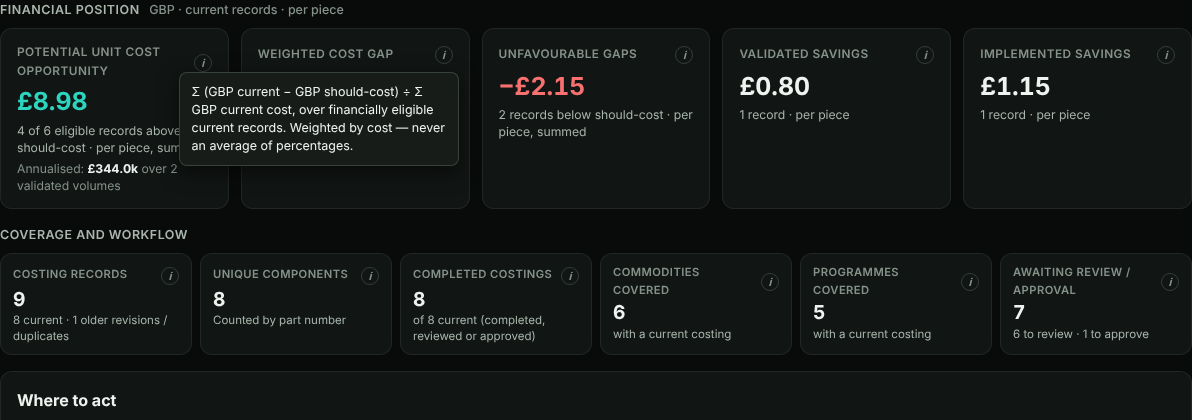 FINANCIAL POSITION GBP · current records · per piece
POTENTIAL UNIT COST
OPPORTUNITY
i
£8.98
4 of 6 eligible records above
should-cost · per piece,
Annualised: £344.0k over 2
validated volumes
WEIGHTED COST GAP
i
Σ (GBP current − GBP should-cost) ÷ Σ
GBP current cost, over financially eligible
current records. Weighted by cost — never
an average of percentages.
UNFAVOURABLE GAPS
i
−£2.15
2 records below should-cost · per
piece, summed
VALIDATED SAVINGS
i
£0.80
1 record · per piece
IMPLEMENTED SAVINGS
i
£1.15
1 record · per piece
COVERAGE AND WORKFLOW
COSTING RECORDS
i
9
8 current · 1 older revisions /
duplicates
UNIQUE COMPONENTS
i
8
Counted by part number
COMPLETED COSTINGS
i
8
of 8 current (completed,
reviewed or approved)
COMMODITIES
COVERED
i
6
with a current costing
PROGRAMMES
COVERED
i
5
with a current costing
AWAITING REVIEW /
APPROVAL
i
7
6 to review · 1 to approve
Where to act